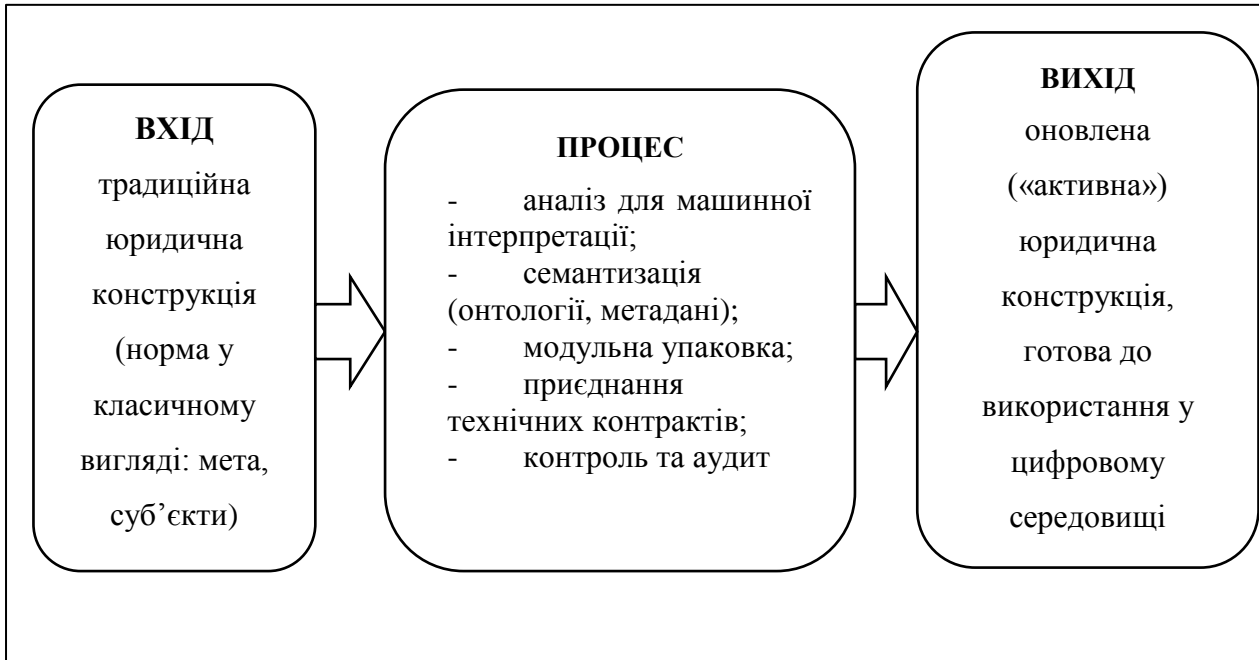 ВХІД
традиційна
юридична
конструкція
(норма у
класичному
вигляді: мета,
суб’єкти)
ПРОЦЕС
- аналіз для машинної
інтерпретації;
- семантизація
(онтології, метадані);
- модульна упаковка;
- приєднання
технічних контрактів;
- контроль та аудит
ВИХІД
оновлена
(«активна»)
юридична
конструкція,
готова до
використання у
цифровому
середовищі